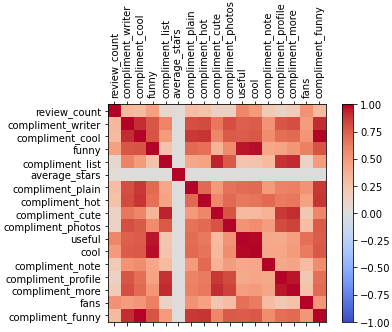 review_count
compliment_writer
compliment_cool
funny
compliment_list
average_stars
compliment_plain
compliment_hot
compliment_cute
compliment_photos
useful
cool
compliment_note
compliment_profile
compliment_more
fans
compliment_funny
review_count
compliment_writer
compliment_cool
funny
compliment_list
average_stars
compliment_plain
compliment_hot
compliment_cute
compliment_photos
useful
cool
compliment_note
compliment_profile
compliment_more
fans
compliment_funny
1.00
0.75
0.50
0.25
0.00
−0.25
−0.50
−0.75
−1.00